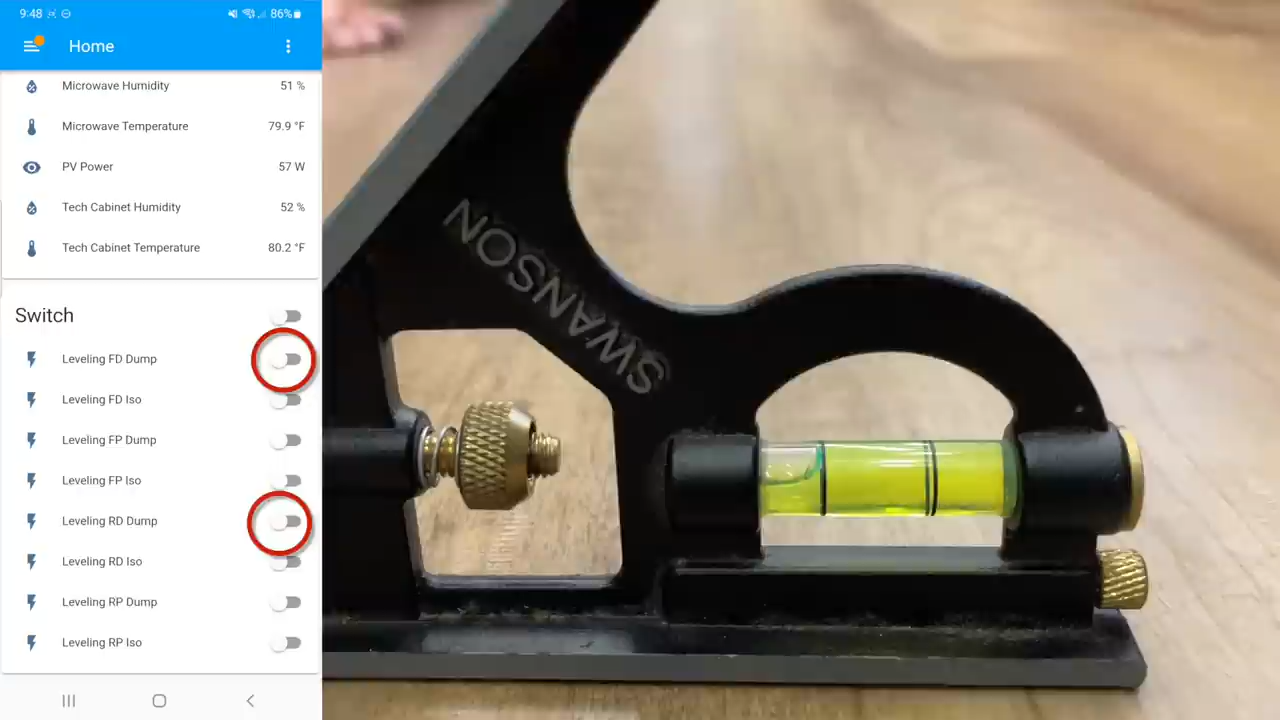 9:48
86%
Home
Microwave Humidity 51 %
Microwave Temperature 79.9 °F
PV Power 57 W
Tech Cabinet Humidity 52 %
Tech Cabinet Temperature 80.2 °F
Switch
Leveling FD Dump
Leveling FD Iso
Leveling FP Dump
Leveling FP Iso
Leveling RD Dump
Leveling RD Iso
Leveling RP Dump
Leveling RP Iso
SWANSON